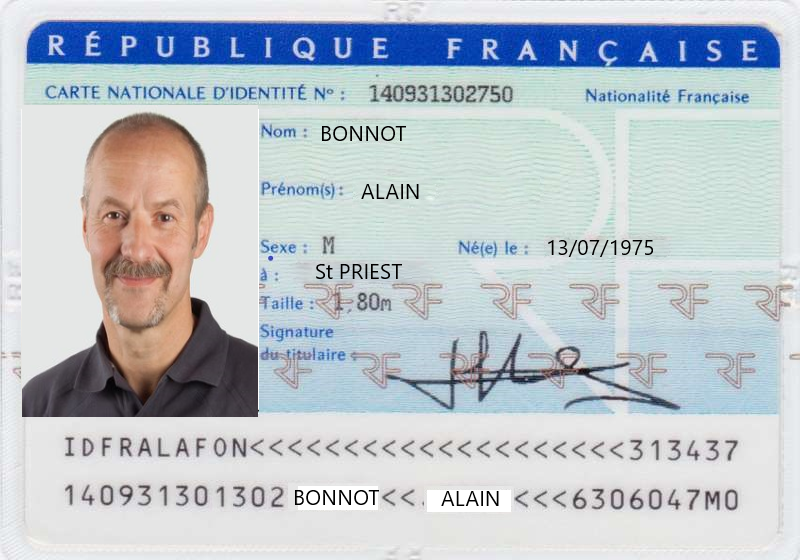 RÉPUBLIQUE FRANÇAISE
CARTE NATIONALE D'IDENTITÉ Nº : 140931302750 Nationalité Française
Nom : BONNOT
Prénom(s) : ALAIN
Sexe : M Né(e) le : 13/07/1975
à : St PRIEST
Taille : 1,80m
Signature
du titulaire :
IDFRALAFON<<<<<<<<<<<<<<<<<<<<313437
140931301302 BONNOT<< ALAIN <<<6306047M0